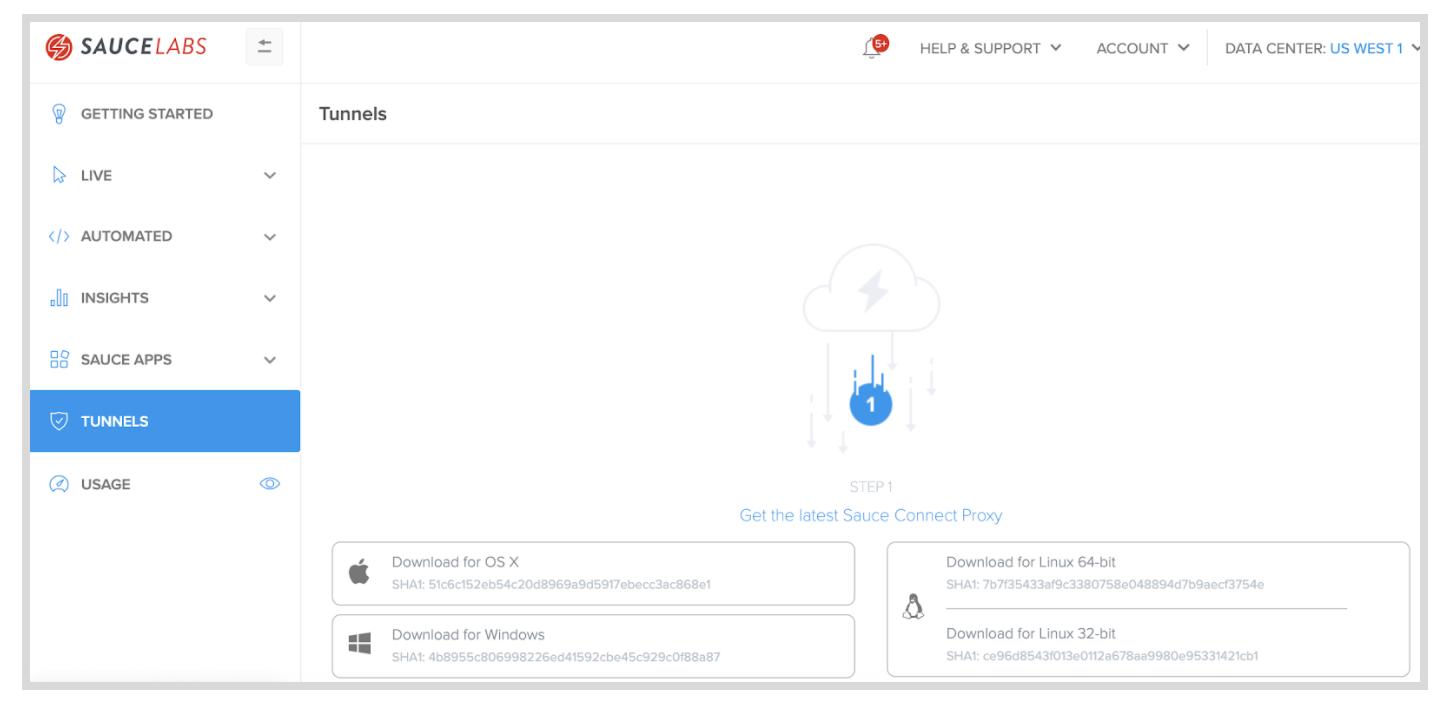 SAUCELABS
5+
HELP & SUPPORT
ACCOUNT
DATA CENTER: US WEST 1
GETTING STARTED
LIVE
</> AUTOMATED
INSIGHTS
SAUCE APPS
TUNNELS
USAGE
Tunnels
1
STEP 1
Get the latest Sauce Connect Proxy
Download for OS X
SHA1: 51c6c152eb54c20d8969a9d5917ebecc3ac868e1
Download for Windows
SHA1: 4b8955c806998226ed41592cbe45c929c0f88a87
Download for Linux 64-bit
SHA1: 7b7f35433af9c3380758e048894d7b9aecf3754e
Download for Linux 32-bit
SHA1: ce96d8543f013e0112a678aa9980e95331421cb1